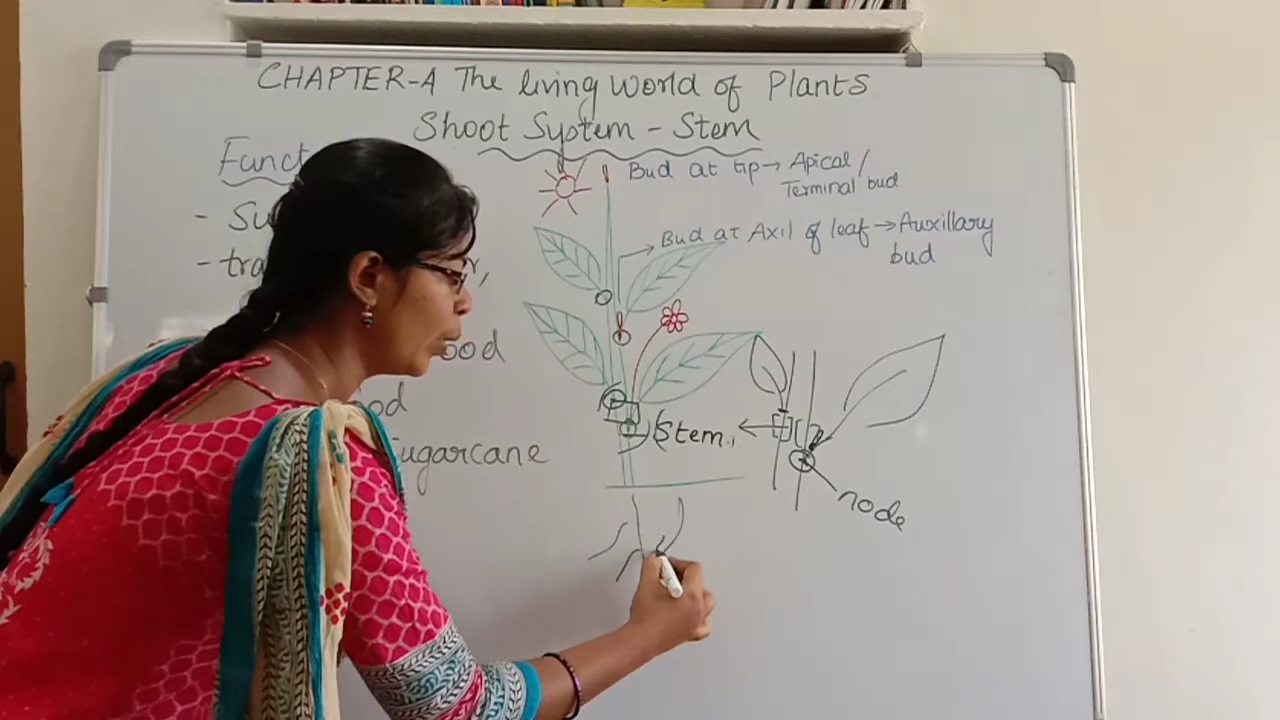 CHAPTER-4 The living World of Plants
Shoot System - Stem
Funct
Bud at tip → Apical /
Terminal bud
- Su
Bud at Axil of leaf → Auxillary
bud
- tra
r,
ood
od
Stem
Sugarcane
node